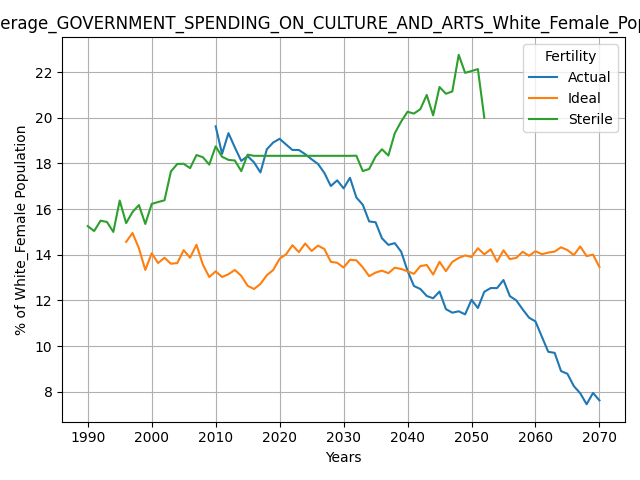 erage_GOVERNMENT_SPENDING_ON_CULTURE_AND_ARTS_White_Female_Pop
Fertility
Actual
Ideal
Sterile
% of White_Female Population
22
20
18
16
14
12
10
8
1990 2000 2010 2020 2030 2040 2050 2060 2070
Years